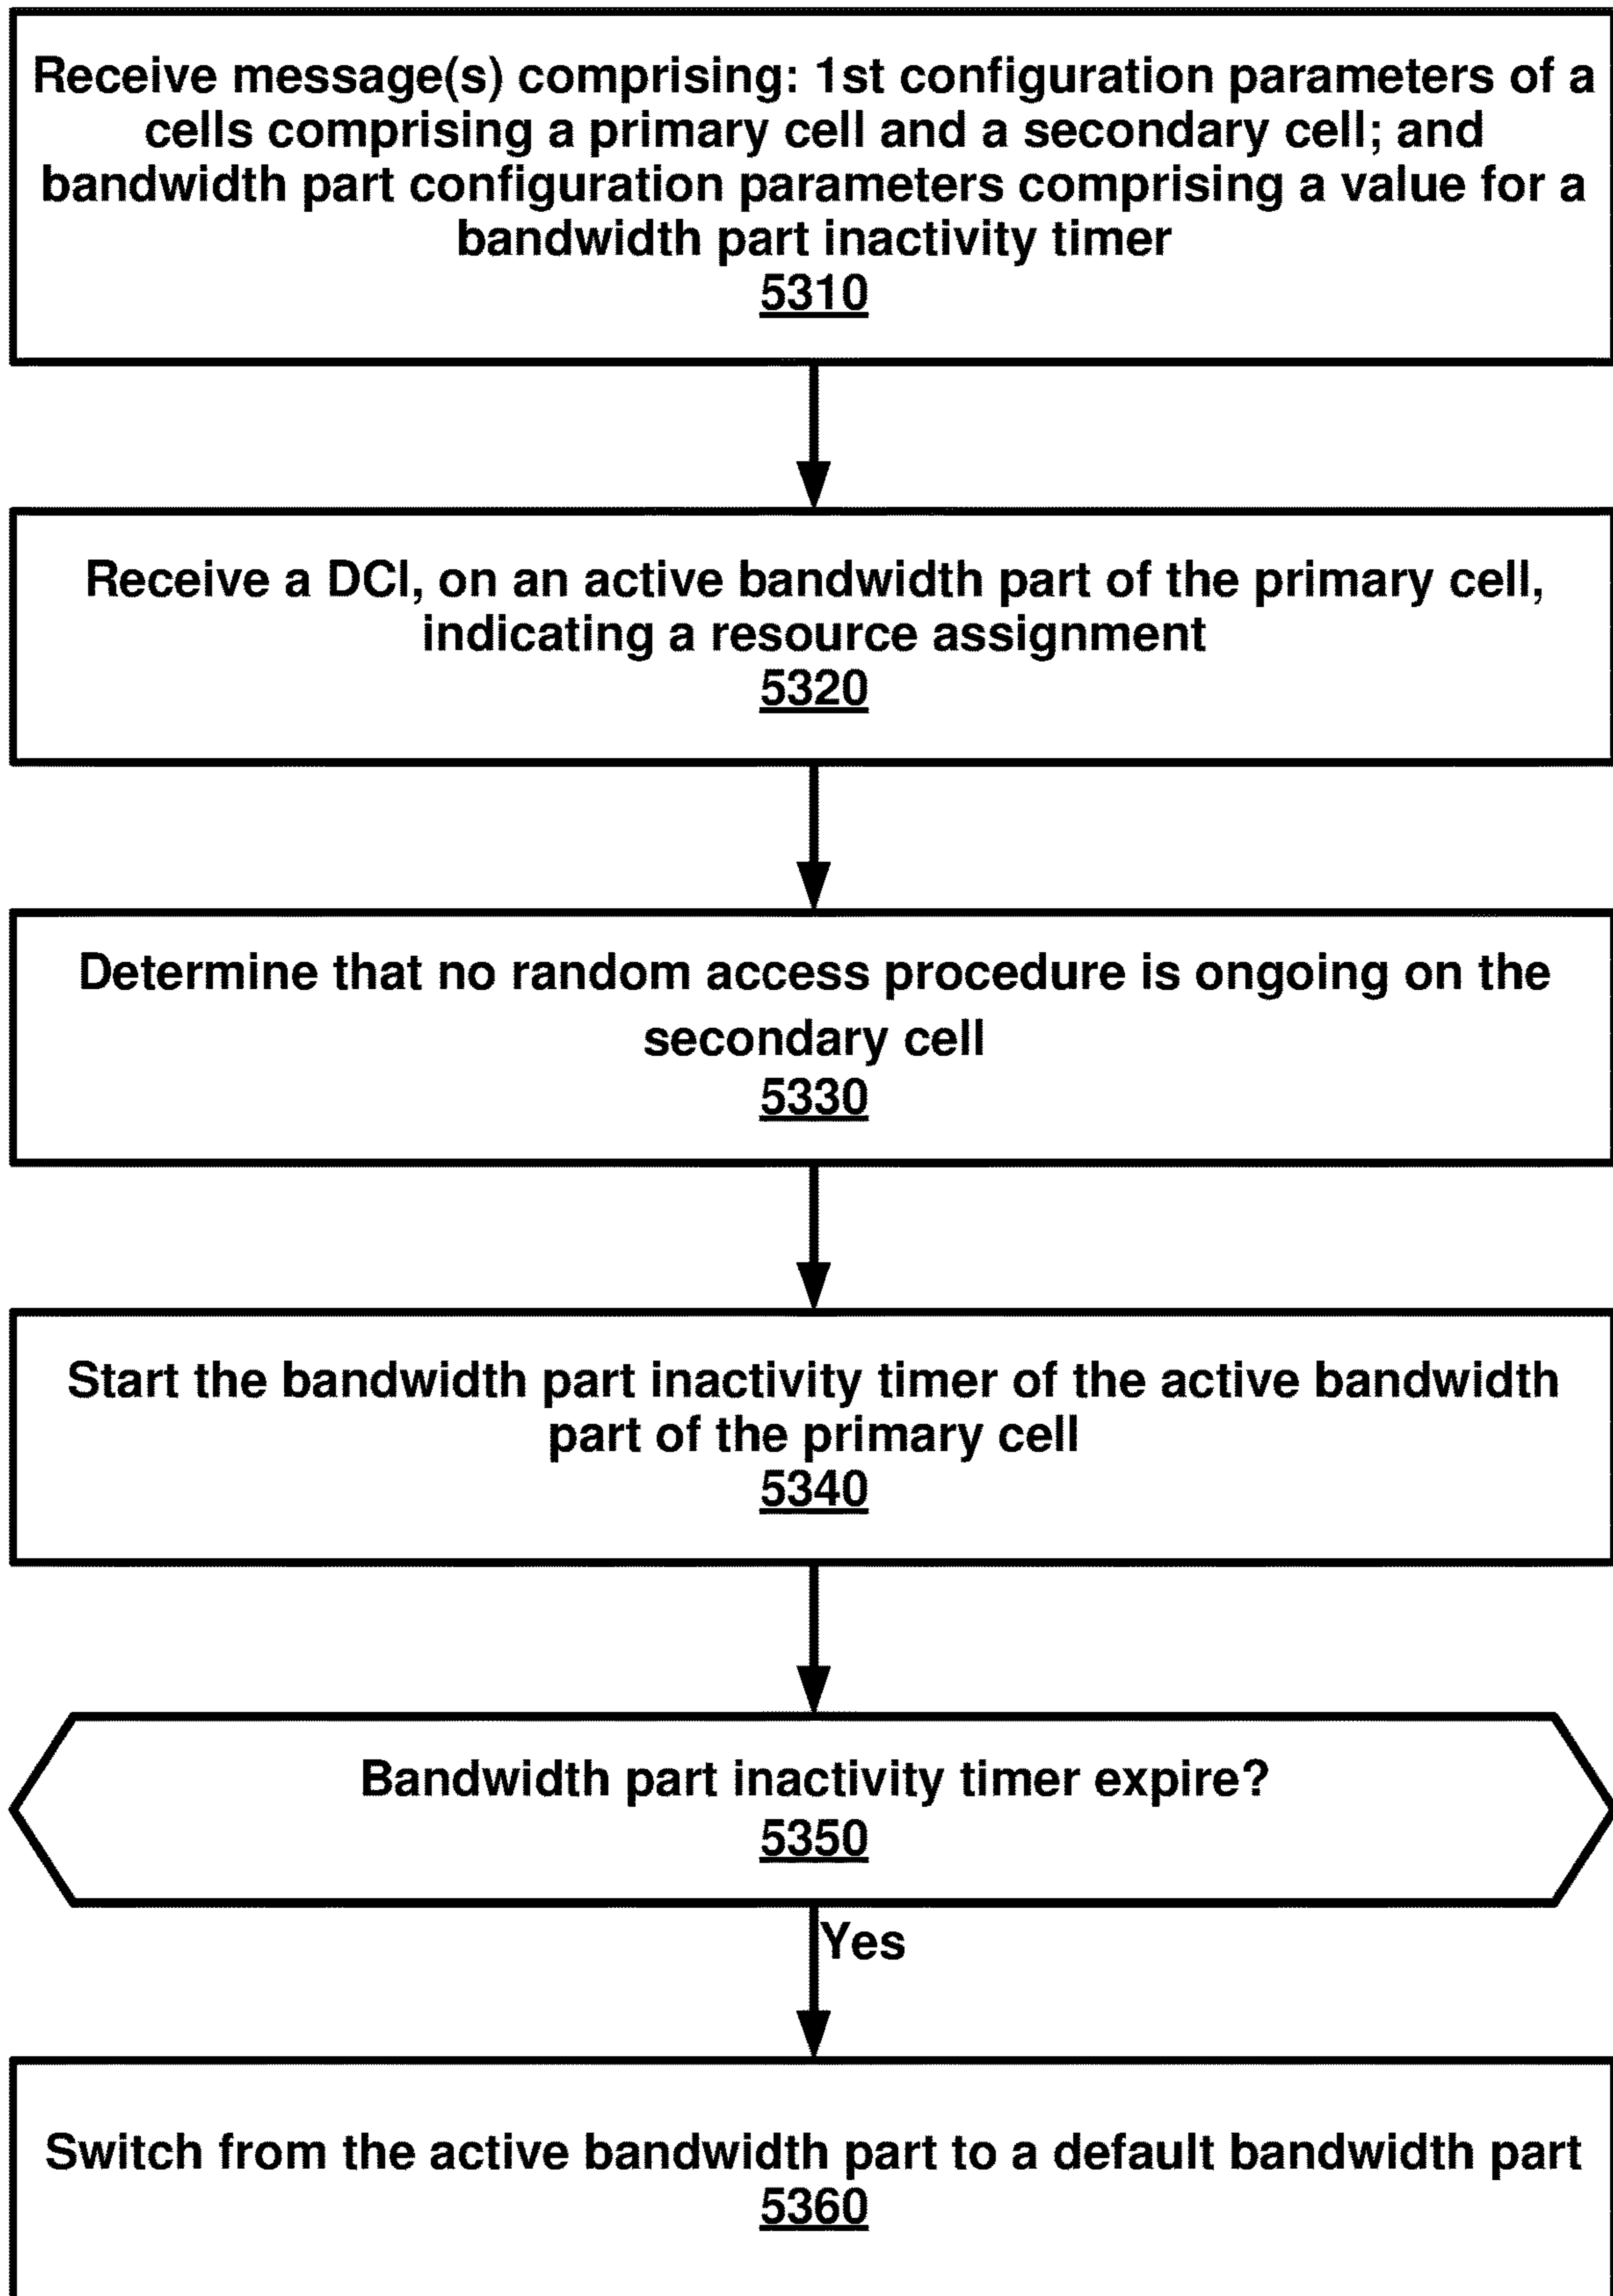 Receive message(s) comprising: 1st configuration parameters of a
cells comprising a primary cell and a secondary cell; and
bandwidth part configuration parameters comprising a value for a
bandwidth part inactivity timer
5310
Receive a DCI, on an active bandwidth part of the primary cell,
indicating a resource assignment
5320
Determine that no random access procedure is ongoing on the
secondary cell
5330
Start the bandwidth part inactivity timer of the active bandwidth
part of the primary cell
5340
Bandwidth part inactivity timer expire?
5350
Yes
Switch from the active bandwidth part to a default bandwidth part
5360